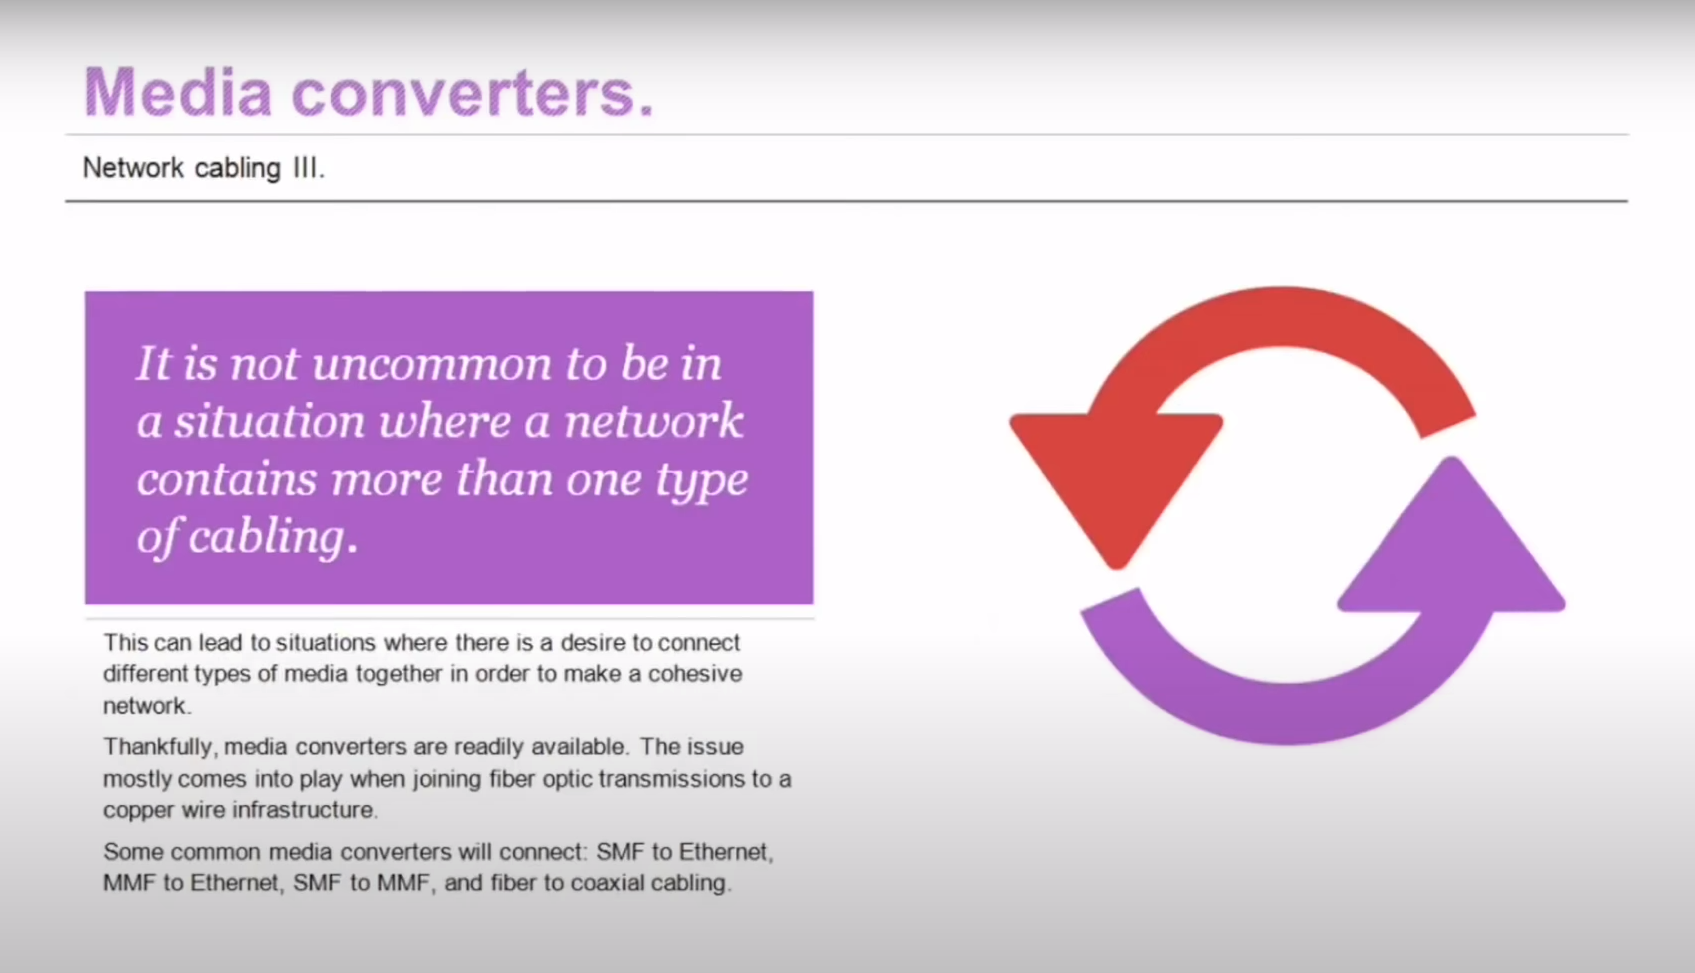 Media converters.
Network cabling III.
It is not uncommon to be in
a situation where a network
contains more than one type
of cabling.
This can lead to situations where there is a desire to connect
different types of media together in order to make a cohesive
network.
Thankfully, media converters are readily available. The issue
mostly comes into play when joining fiber optic transmissions to a
copper wire infrastructure.
Some common media converters will connect: SMF to Ethernet,
MMF to Ethernet, SMF to MMF, and fiber to coaxial cabling.